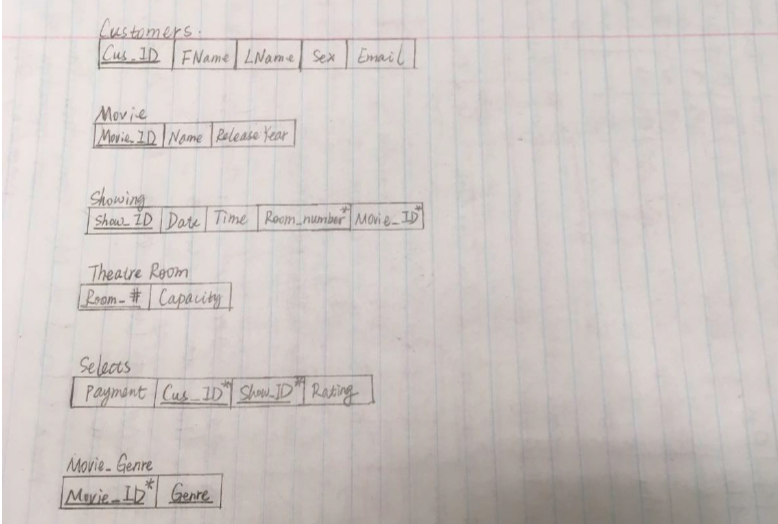 Customers.
Cus_ID FName LName Sex Email
Movie
Movie_ID Name Release Year
Showing
Show_ID Date Time Room_number* Movie_ID*
Theatre Room
Room_# Capacity
Selects
Payment Cus_ID* Show_ID* Rating
Movie_Genre
Movie_ID* Genre